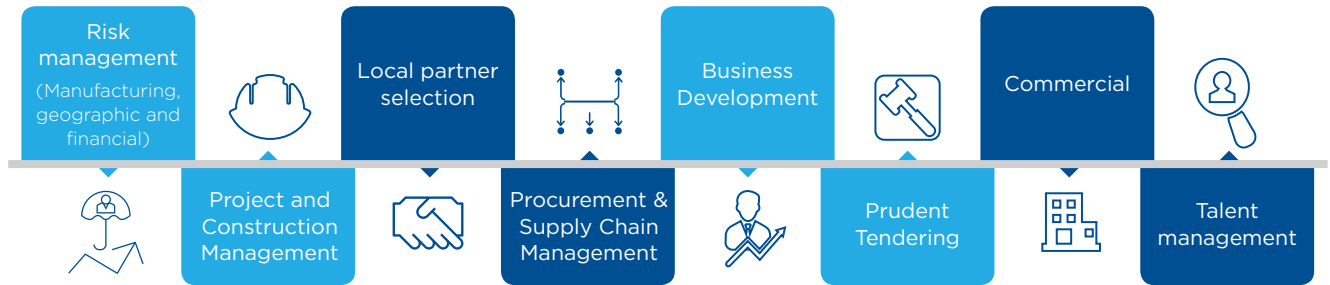 Risk
management
(Manufacturing,
geographic and
financial)
Project and
Construction
Management
Local partner
selection
Procurement &
Supply Chain
Management
Business
Development
Prudent
Tendering
Commercial
Talent
management